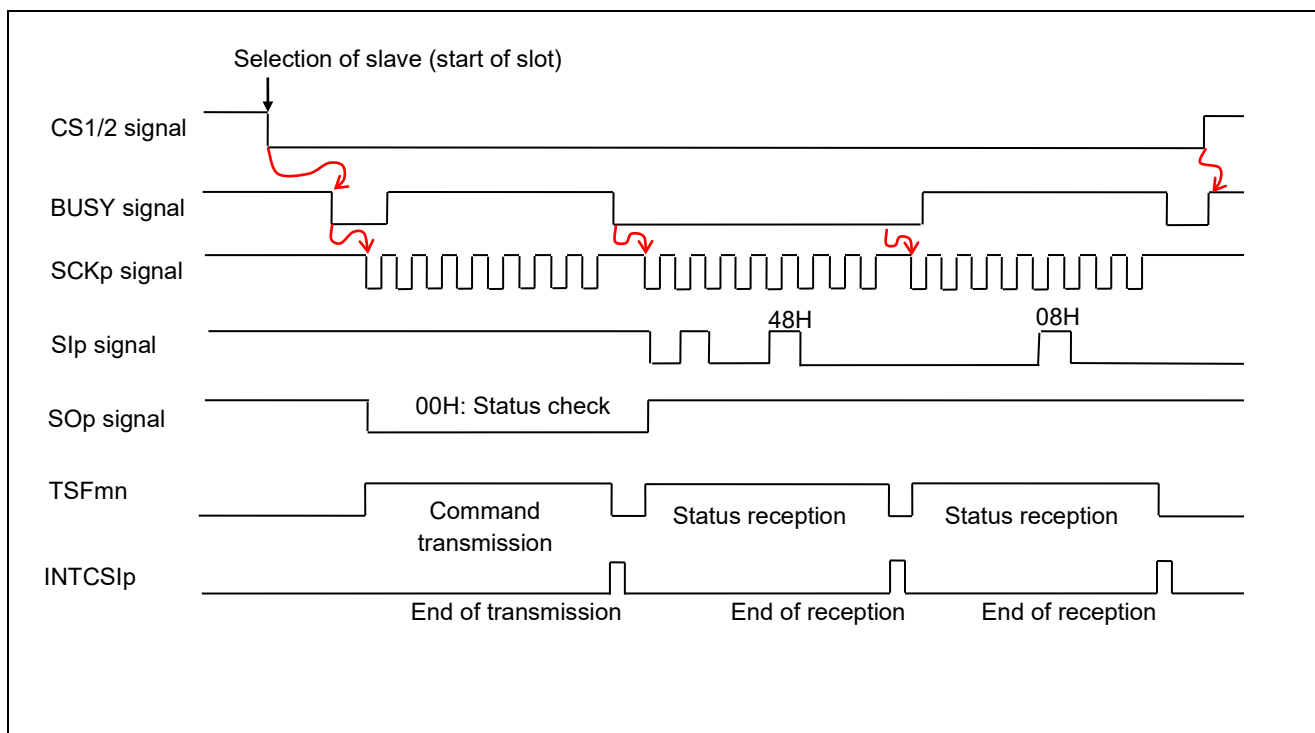 Selection of slave (start of slot)
CS1/2 signal
BUSY signal
SCKp signal
48H
08H
SIp signal
00H: Status check
SOp signal
TSFmn
Command
transmission
Status reception
Status reception
INTCSIp
End of transmission
End of reception
End of reception